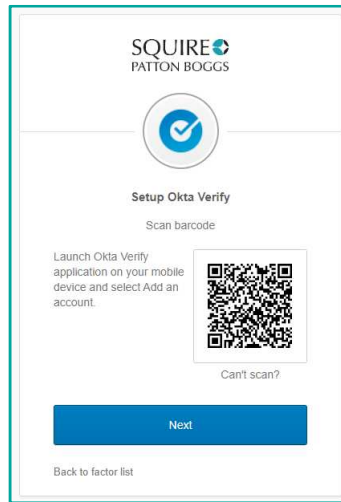 SQUIRE
PATTON BOGGS
Setup Okta Verify
Scan barcode
Launch Okta Verify
application on your mobile
device and select Add an
account.
Can't scan?
Next
Back to factor list